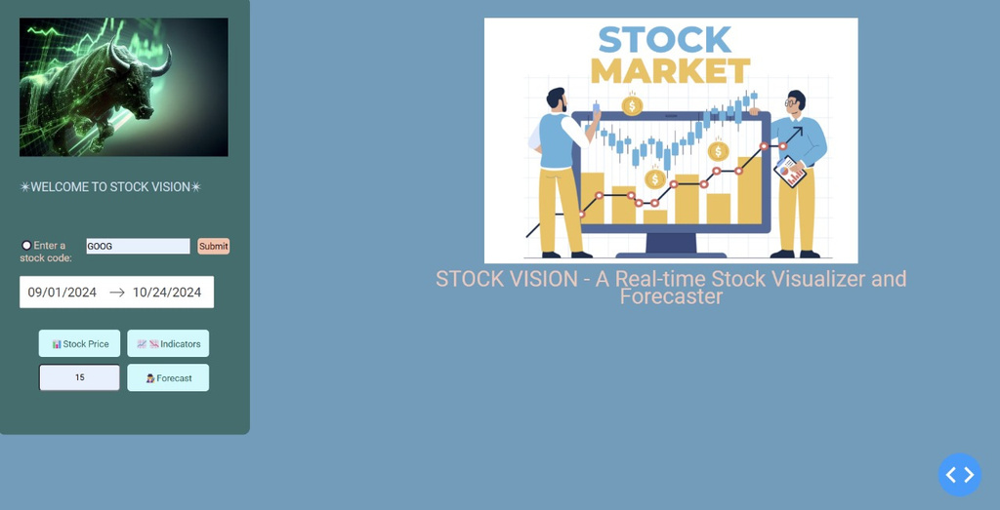 ✴WELCOME TO STOCK VISION✴
Enter a
stock code:
GOOG
Submit
09/01/2024 → 10/24/2024
Stock Price
Indicators
15
Forecast
STOCK
MARKET
$
$
$
STOCK VISION - A Real-time Stock Visualizer and
Forecaster